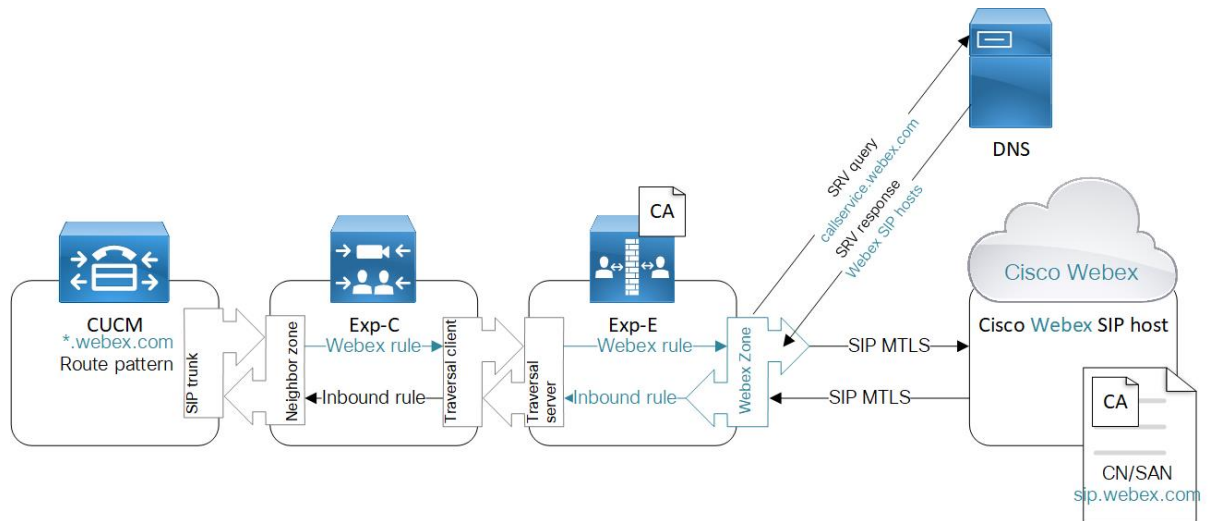 DNS
SRV query
callservice.webex.com
SRV response
Webex SIP hosts
CA
Cisco Webex
CUCM
*.webex.com
Route pattern
SIP trunk
Neighbor zone
Exp-C
Webex rule
Inbound rule
Traversal client
Traversal
server
Exp-E
Webex rule
Inbound rule
Webex Zone
SIP MTLS
SIP MTLS
Cisco Webex SIP host
CA
CN/SAN
sip.webex.com